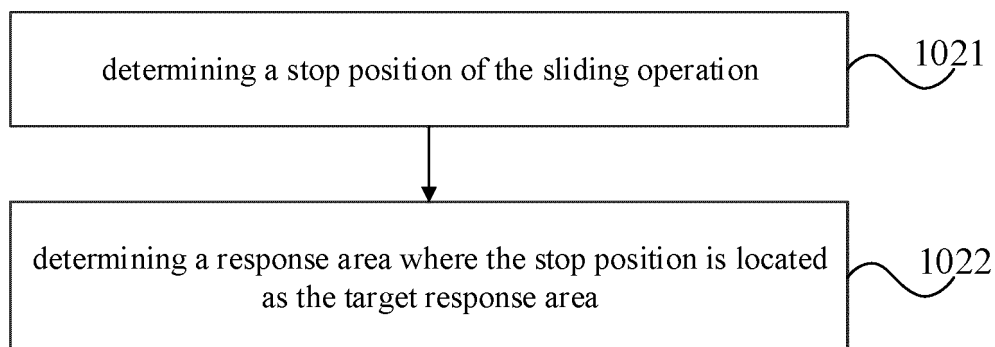 determining a stop position of the sliding operation
1021
determining a response area where the stop position is located
as the target response area
1022